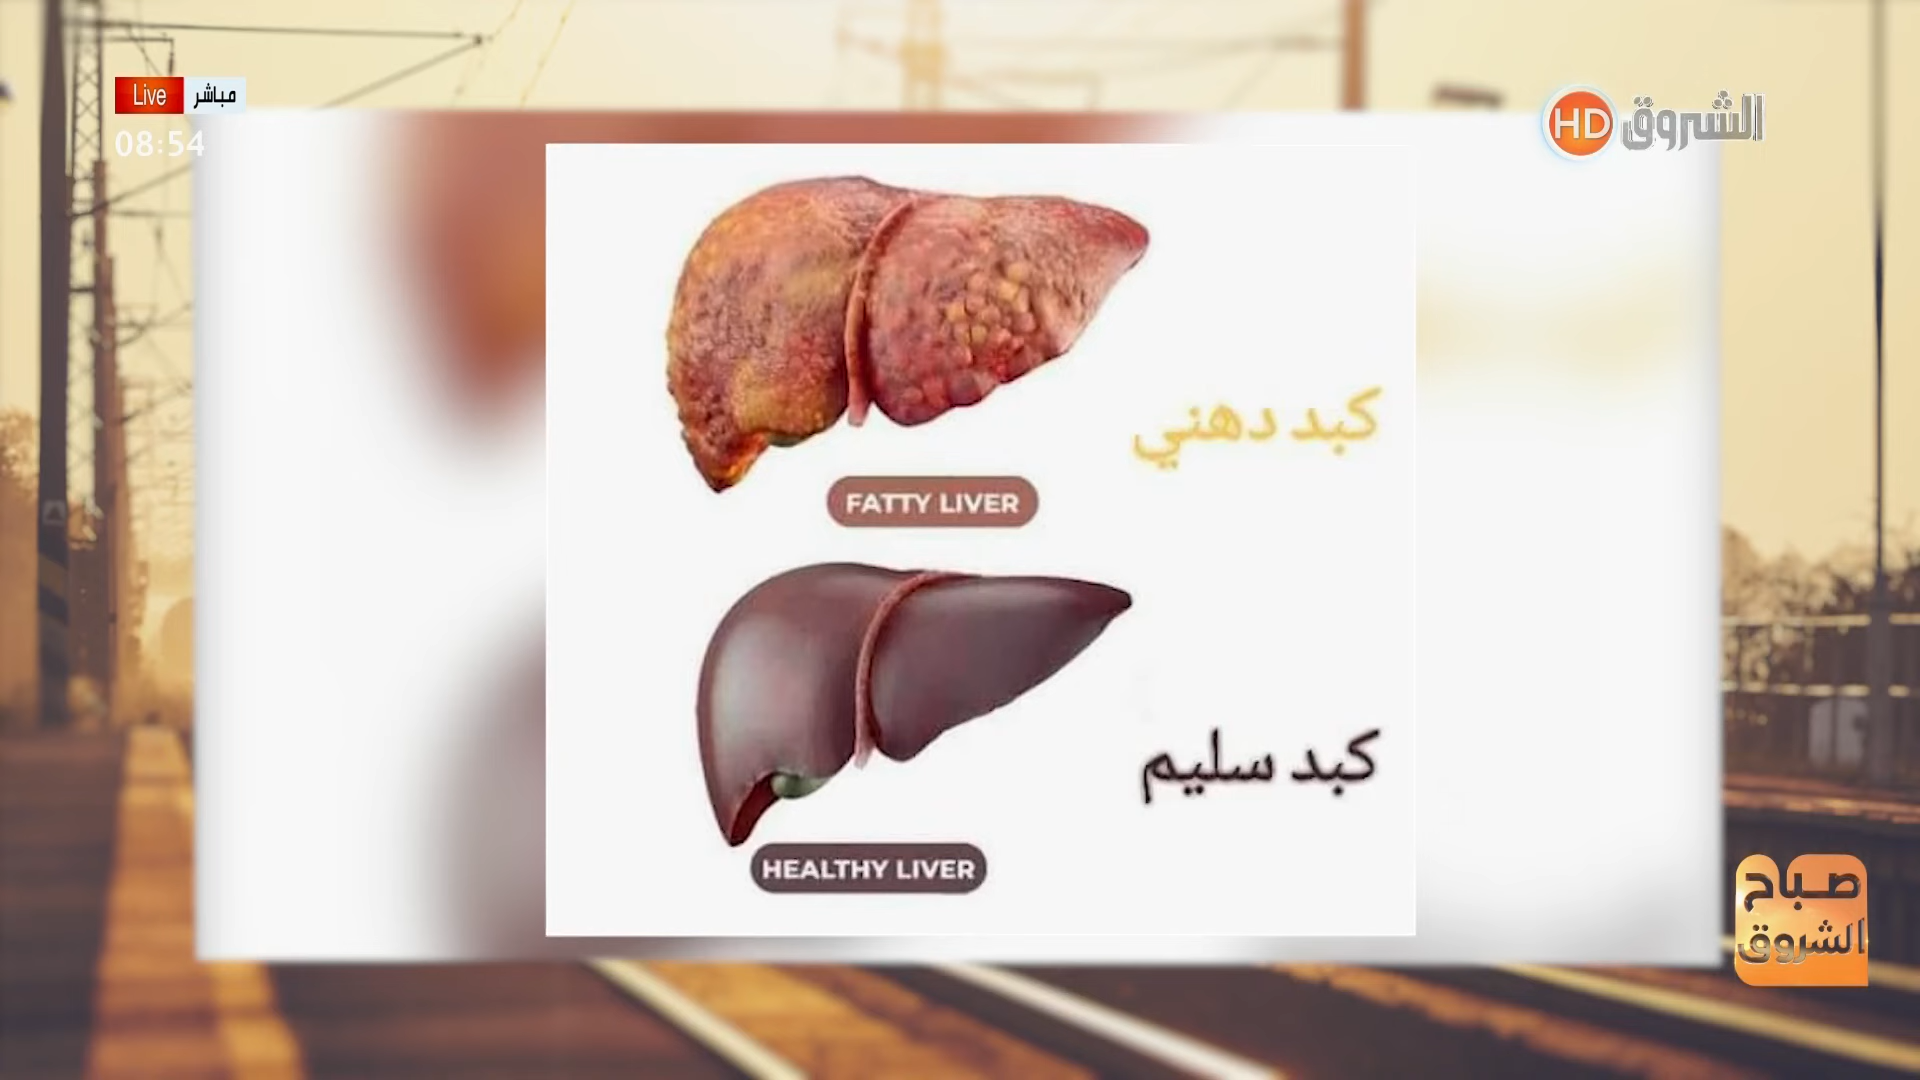 Live مباشر
08:54
HD الشروق
كبد دهني
FATTY LIVER
كبد سليم
HEALTHY LIVER
صباح
الشروق